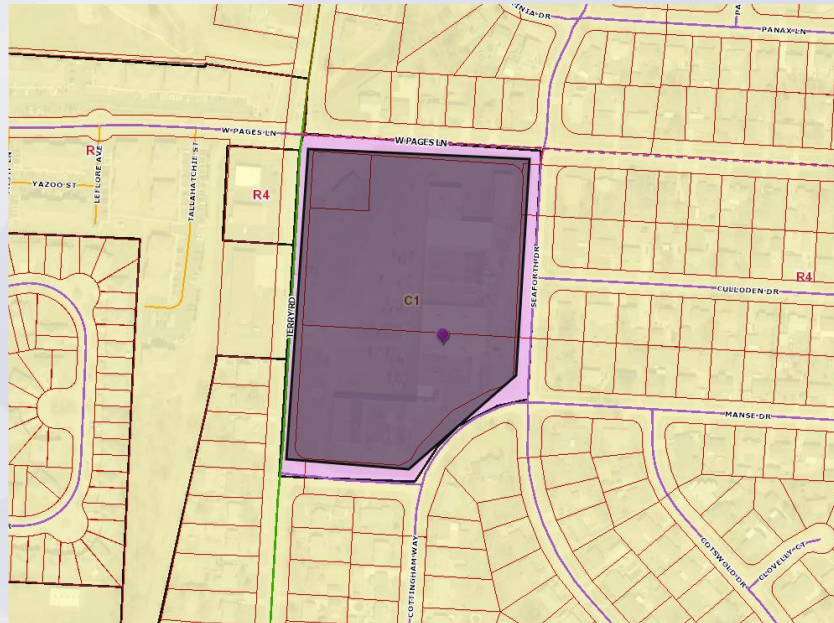 PANAX LN
W PAGES LN
W PAGES LN
R
LEFLORE AVE
YAZOO ST
TALLAHATCHIE ST
R4
TERRY RD
C1
SEAFORTH DR
R4
CULLODEN DR
MANSE DR
COTTINGHAM WAY
COTSWOLD DR
CLOVELLY CT